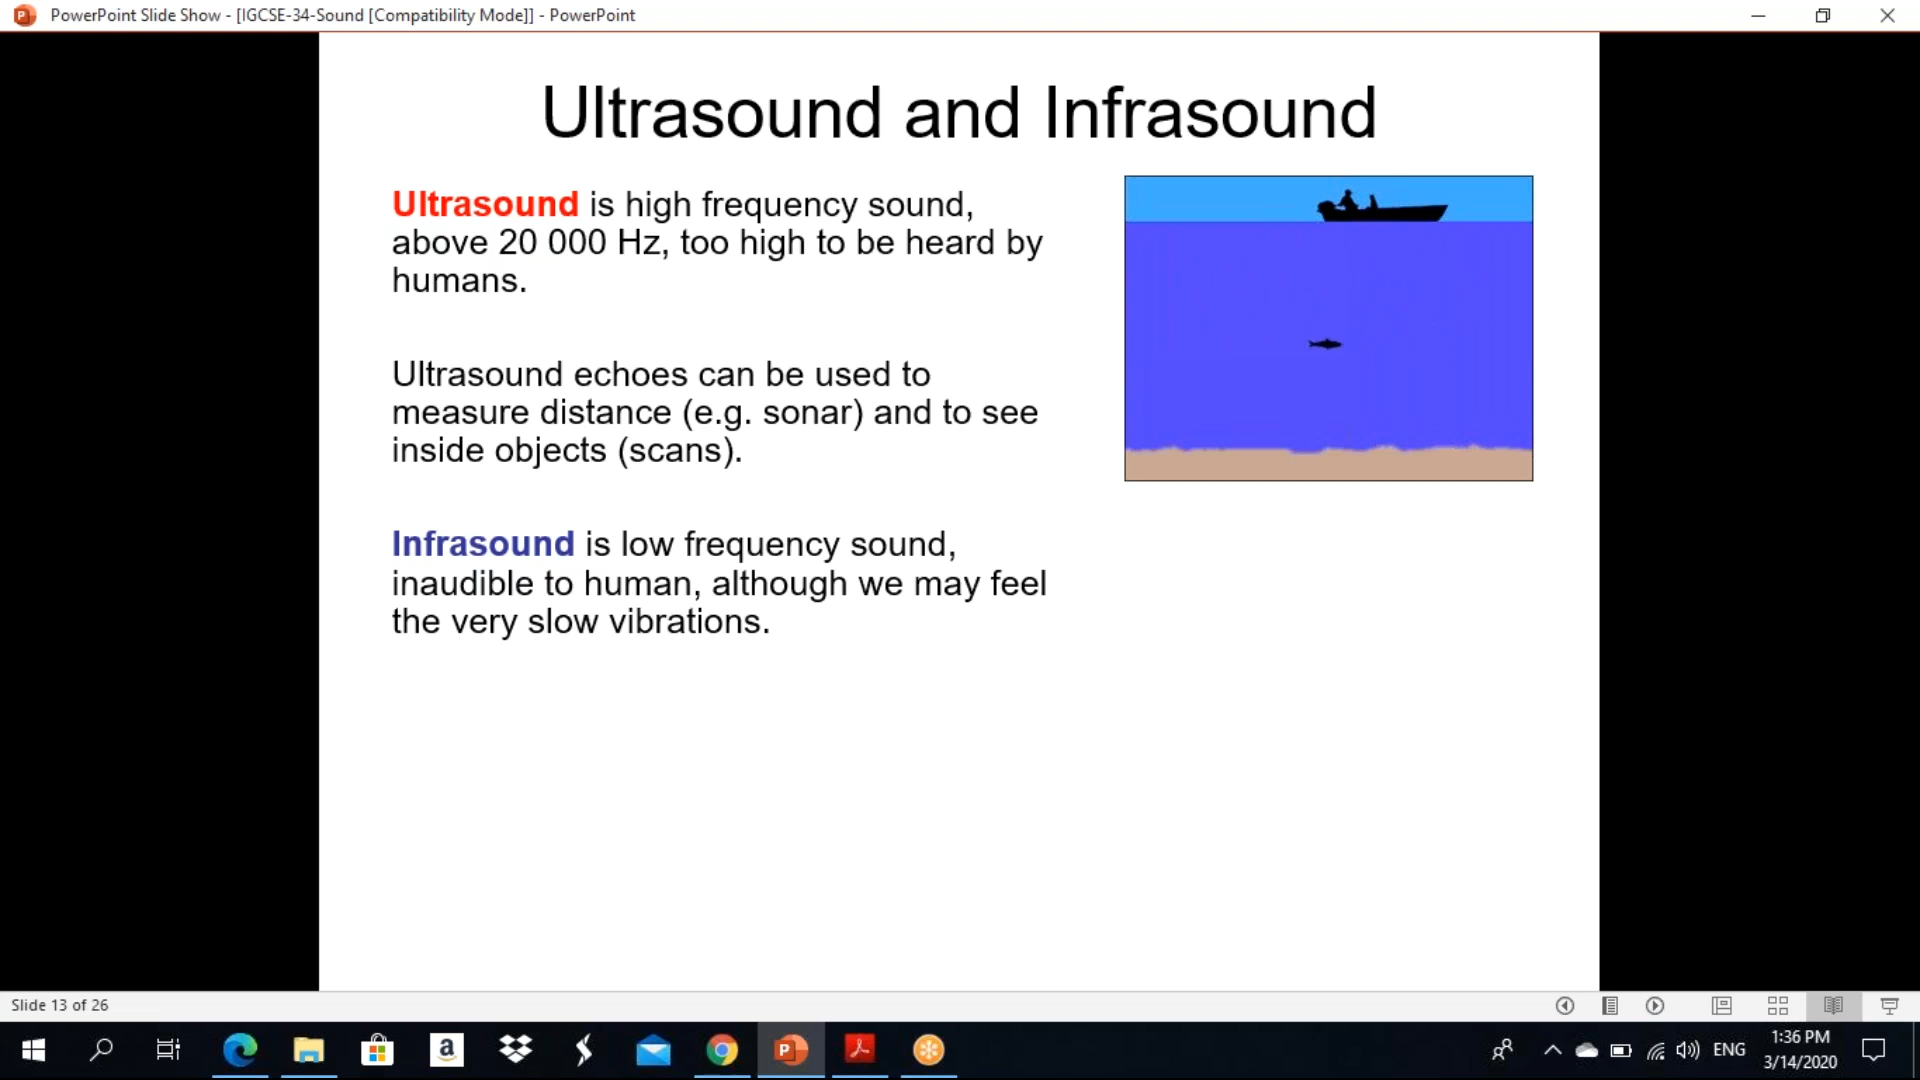 PowerPoint Slide Show - [IGCSE-34-Sound [Compatibility Mode]] - PowerPoint
Ultrasound and Infrasound
Ultrasound is high frequency sound,
above 20 000 Hz, too high to be heard by
humans.
Ultrasound echoes can be used to
measure distance (e.g. sonar) and to see
inside objects (scans).
Infrasound is low frequency sound,
inaudible to human, although we may feel
the very slow vibrations.
Slide 13 of 26
ENG
1:36 PM
3/14/2020